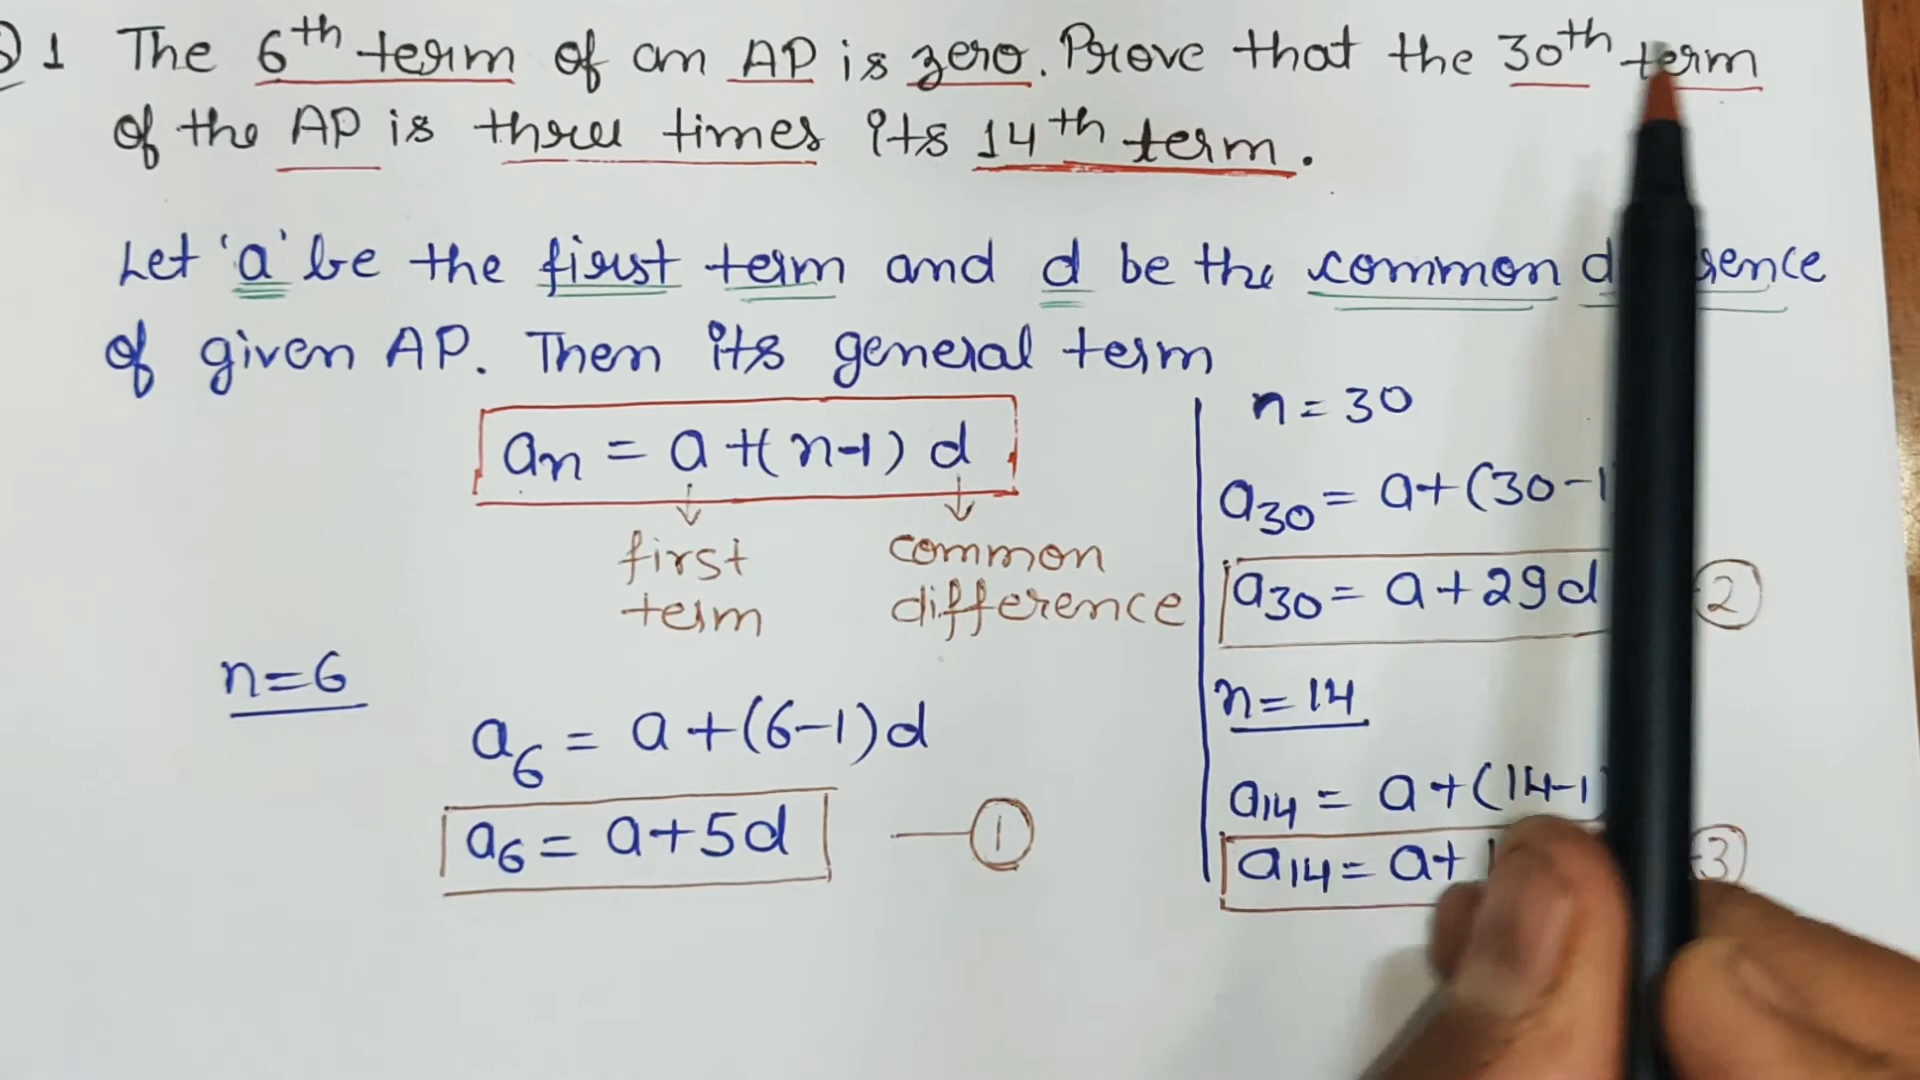 1 The 6th term of an AP is zero. Prove that the 30th term
of the AP is three times its 14th term.
Let 'a' be the first term and d be the common
of given AP. Then its general term
an = a+(n-1) d
first
term
common
difference
n=6
a6 = a+(6-1)d
a6 = a+5d
1
n = 30
a30 = a+(30-1
a30 = a+29d
2
n=14
a14 = a+(14-1
a14 = a+
3